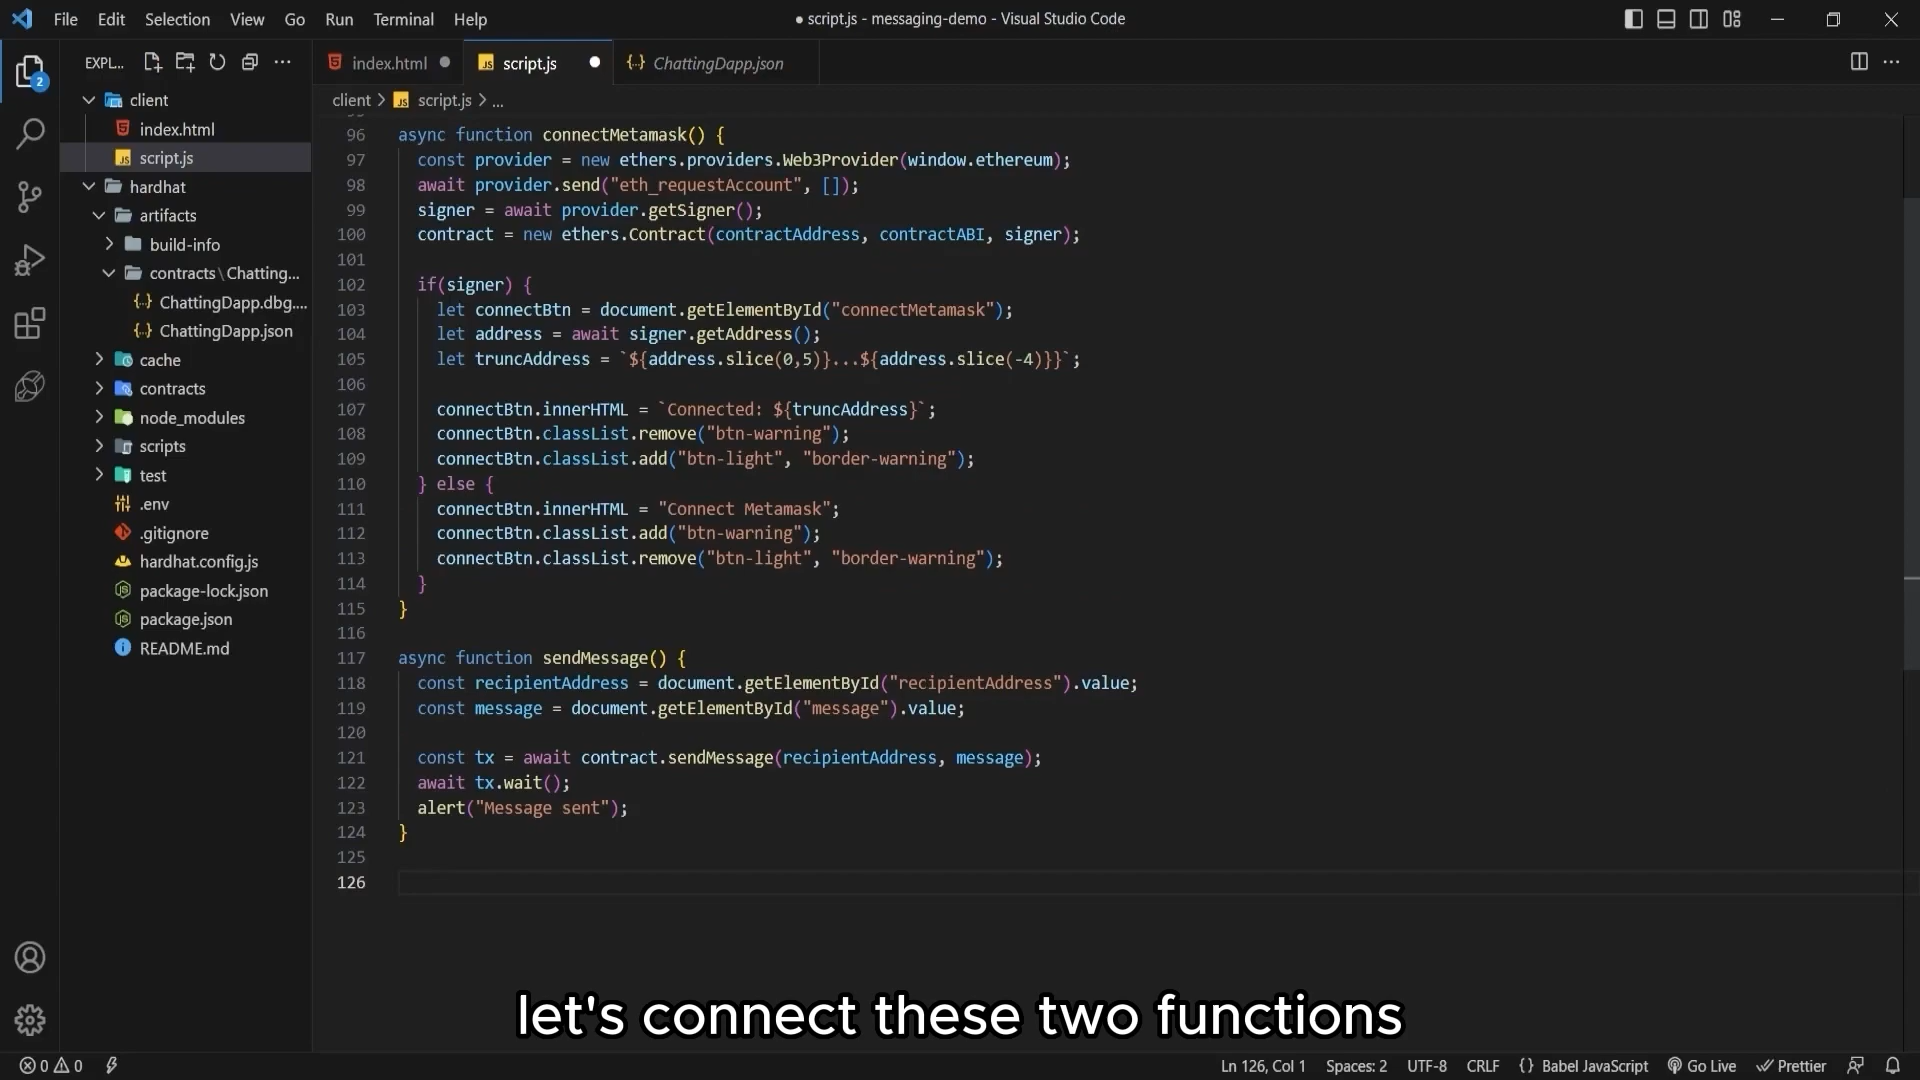 File Edit Selection View Go Run Terminal Help
● script.js - messaging-demo - Visual Studio Code
EXPL...
index.html
script.js
ChattingDapp.json
client > script.js > ...
2
client
index.html
script.js
hardhat
artifacts
build-info
contracts\Chatting...
ChattingDapp.dbg....
ChattingDapp.json
cache
contracts
node_modules
scripts
test
.env
.gitignore
hardhat.config.js
package-lock.json
package.json
README.md
96 async function connectMetamask() {
97 const provider = new ethers.providers.Web3Provider(window.ethereum);
98 await provider.send("eth_requestAccount", []);
99 signer = await provider.getSigner();
100 contract = new ethers.Contract(contractAddress, contractABI, signer);
101
102 if(signer) {
103 let connectBtn = document.getElementById("connectMetamask");
104 let address = await signer.getAddress();
105 let truncAddress = `${address.slice(0,5)}...${address.slice(-4)}}`;
106
107 connectBtn.innerHTML = `Connected: ${truncAddress}`;
108 connectBtn.classList.remove("btn-warning");
109 connectBtn.classList.add("btn-light", "border-warning");
110 } else {
111 connectBtn.innerHTML = "Connect Metamask";
112 connectBtn.classList.add("btn-warning");
113 connectBtn.classList.remove("btn-light", "border-warning");
114 }
115 }
116
117 async function sendMessage() {
118 const recipientAddress = document.getElementById("recipientAddress").value;
119 const message = document.getElementById("message").value;
120
121 const tx = await contract.sendMessage(recipientAddress, message);
122 await tx.wait();
123 alert("Message sent");
124 }
125
126
let's connect these two functions
0 0
Ln 126, Col 1 Spaces: 2 UTF-8 CRLF {} Babel JavaScript Go Live Prettier